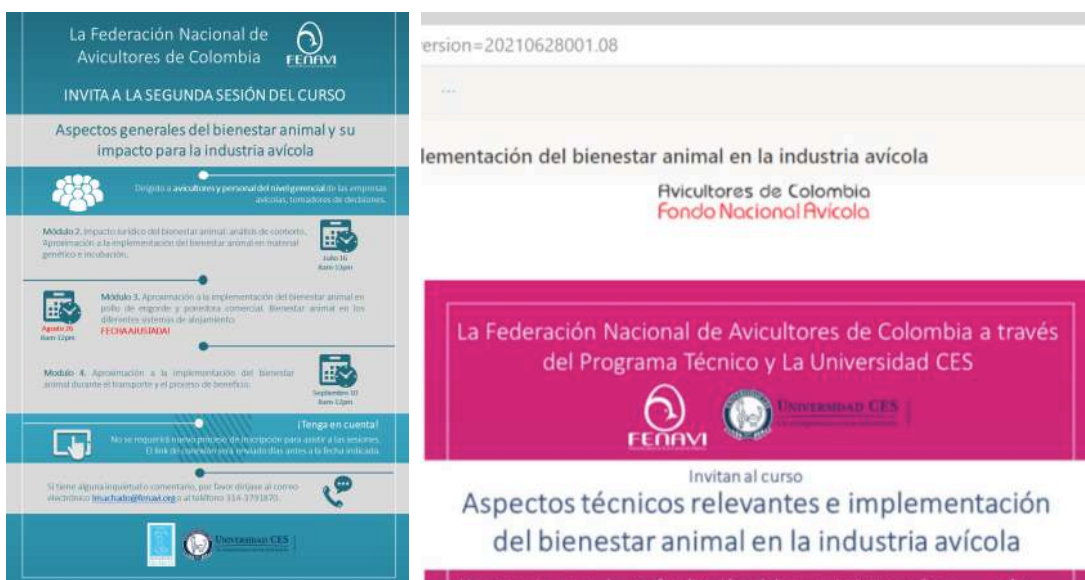 La Federación Nacional de
Avicultores de Colombia
FENAVI
INVITA A LA SEGUNDA SESIÓN DEL CURSO
Aspectos generales del bienestar animal y su
impacto para la industria avícola
Dirigido a avicultores y personal del nivel gerencial de las empresas
avícolas, tomadores de decisiones.
Módulo 2. Impacto jurídico del bienestar animal: análisis de contexto.
Aproximación a la implementación del bienestar animal en material
genético e incubación.
Julio 16
8am-12pm
Módulo 3. Aproximación a la implementación del bienestar animal en
pollo de engorde y ponedora comercial. Bienestar animal en los
diferentes sistemas de alojamiento.
FECHA AJUSTADA!
Agosto 26
8am-12pm
Módulo 4. Aproximación a la implementación del bienestar
animal durante el transporte y el proceso de beneficio.
Septiembre 10
8am-12pm
¡Tenga en cuenta!
No se requerirá nuevo proceso de inscripción para asistir a las sesiones.
El link de conexión será enviado días antes a la fecha indicada.
Si tiene alguna inquietud o comentario, por favor diríjase al correo
electrónico lmachado@fenavi.org o al teléfono 314-3791870.
UNIVERSIDAD CES
ersion=20210628001.08
...
lementación del bienestar animal en la industria avícola
Avicultores de Colombia
Fondo Nacional Avícola
La Federación Nacional de Avicultores de Colombia a través
del Programa Técnico y La Universidad CES
FENAVI
UNIVERSIDAD CES
Invitan al curso
Aspectos técnicos relevantes e implementación
del bienestar animal en la industria avícola